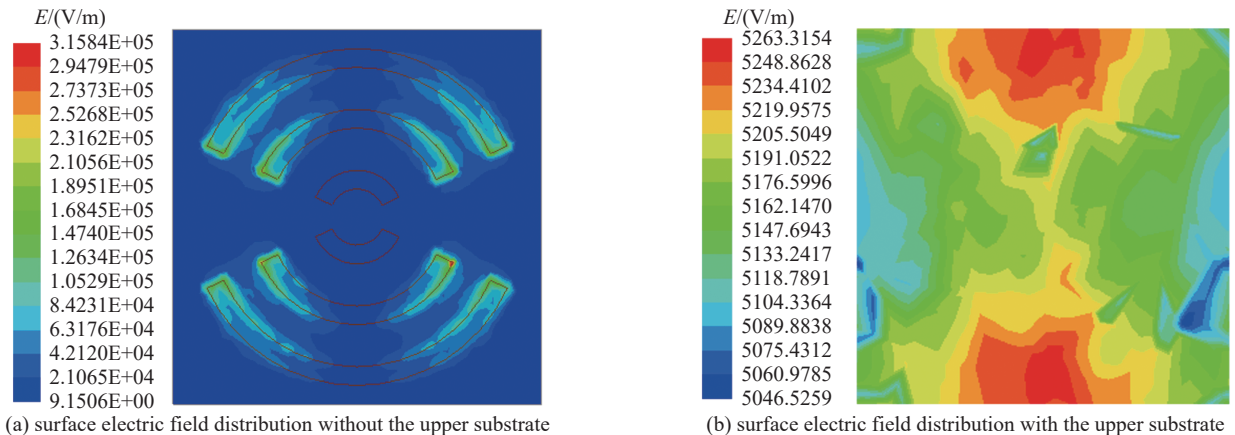 E/(V/m)
3.1584E+05
2.9479E+05
2.7373E+05
2.5268E+05
2.3162E+05
2.1056E+05
1.8951E+05
1.6845E+05
1.4740E+05
1.2634E+05
1.0529E+05
8.4231E+04
6.3176E+04
4.2120E+04
2.1065E+04
9.1506E+00
(a) surface electric field distribution without the upper substrate
E/(V/m)
5263.3154
5248.8628
5234.4102
5219.9575
5205.5049
5191.0522
5176.5996
5162.1470
5147.6943
5133.2417
5118.7891
5104.3364
5089.8838
5075.4312
5060.9785
5046.5259
(b) surface electric field distribution with the upper substrate